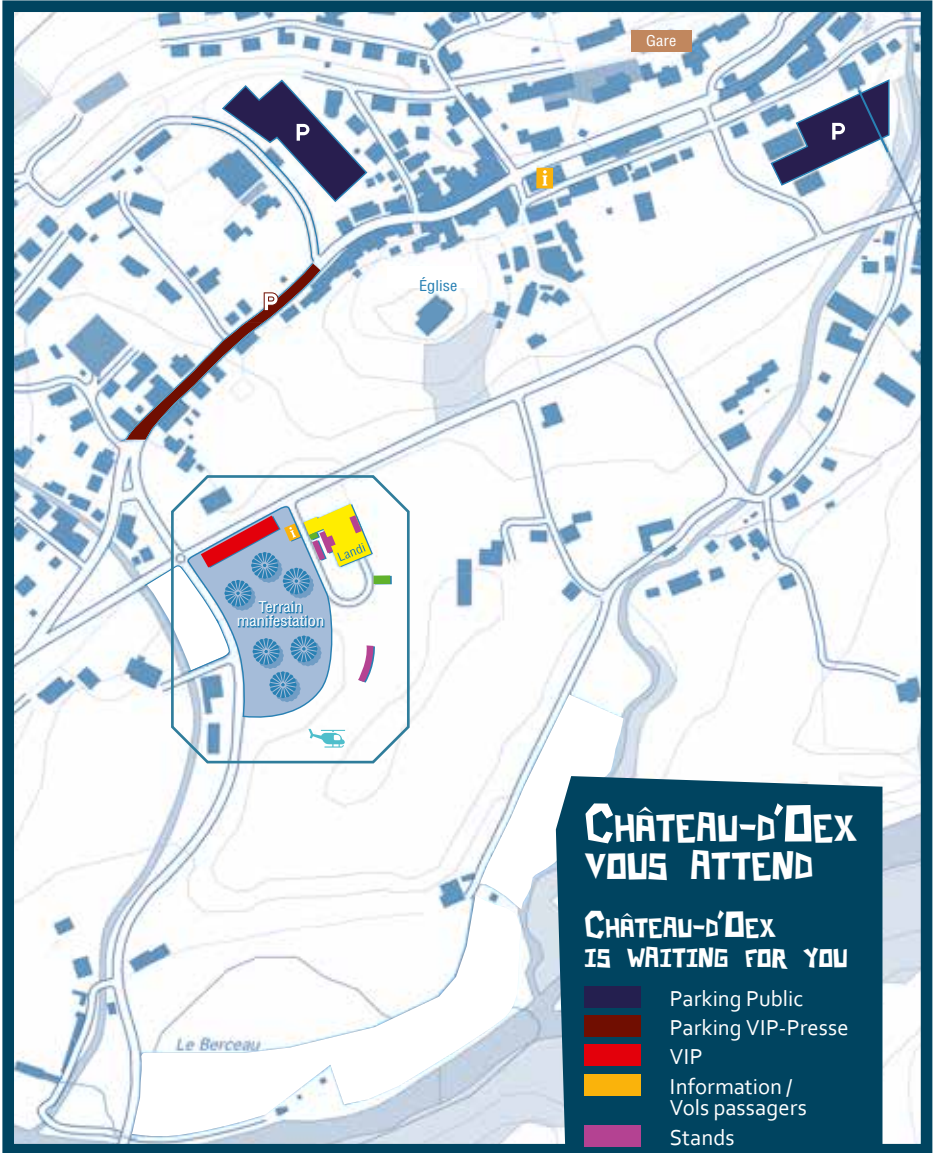 Gare
P
P
i
Église
P
i
Landi
Terrain
manifestation
CHÂTEAU-D'OEX
VOUS ATTEND
CHÂTEAU-D'OEX
IS WAITING FOR YOU
Parking Public
Parking VIP-Presse
VIP
Information /
Vols passagers
Stands
Le Berceau